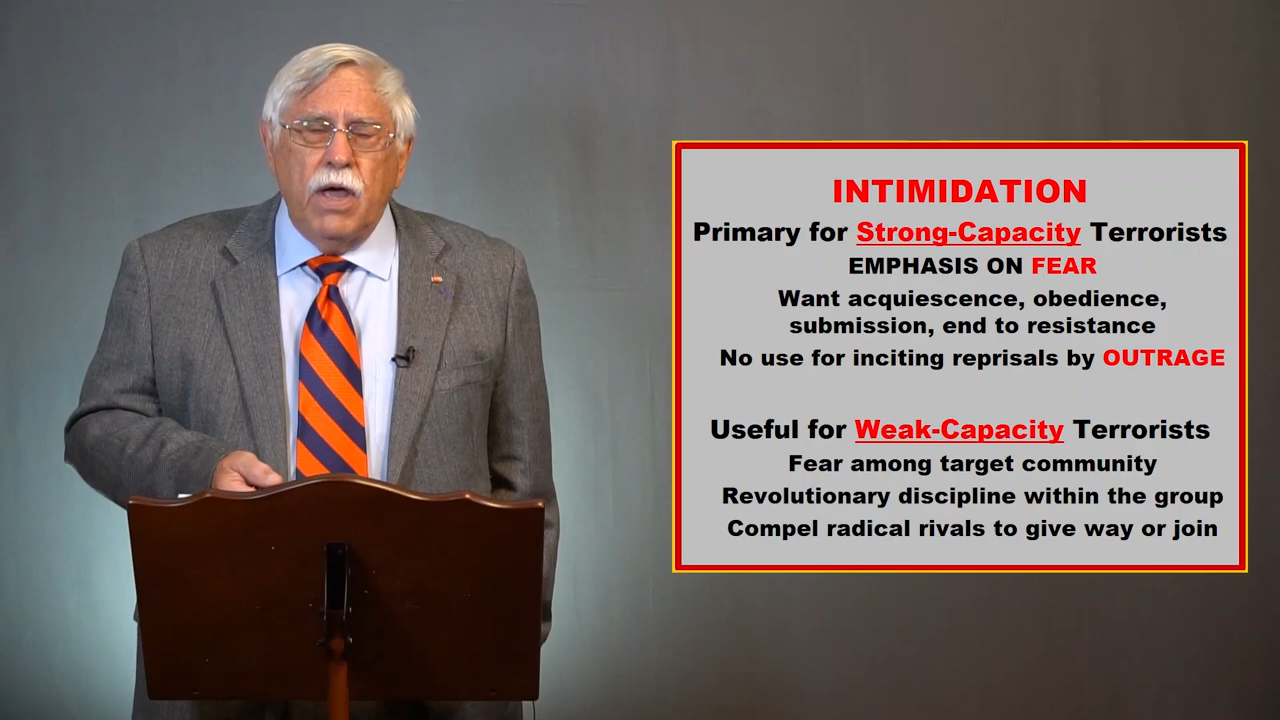 INTIMIDATION
Primary for Strong-Capacity Terrorists
EMPHASIS ON FEAR
Want acquiescence, obedience,
submission, end to resistance
No use for inciting reprisals by OUTRAGE
Useful for Weak-Capacity Terrorists
Fear among target community
Revolutionary discipline within the group
Compel radical rivals to give way or join